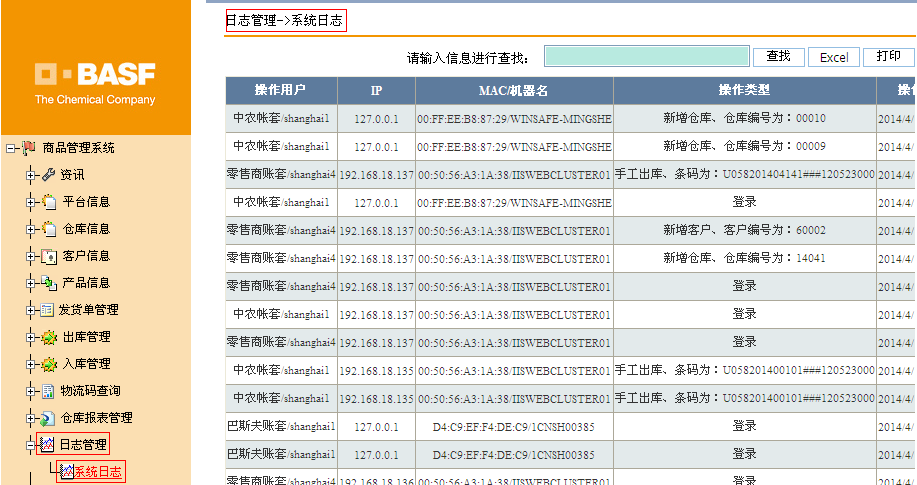 BASF
The Chemical Company
商品管理系统
资讯
平台信息
仓库信息
客户信息
产品信息
发货单管理
出库管理
入库管理
物流码查询
仓库报表管理
日志管理
系统日志
日志管理->系统日志
请输入信息进行查找： 查找 Excel 打印
操作用户 IP MAC/机器名 操作类型 操
中农帐套/shanghai1 127.0.0.1 00:FF:EE:B8:87:29/WINSAFE-MINGSHE 新增仓库、仓库编号为：00010 2014/4/
中农帐套/shanghai1 127.0.0.1 00:FF:EE:B8:87:29/WINSAFE-MINGSHE 新增仓库、仓库编号为：00009 2014/4/
零售商账套/shanghai4 192.168.18.137 00:50:56:A3:1A:38/IISWEBCLUSTER01 手工出库、条码为：U058201404141###120523000 2014/4/
中农帐套/shanghai1 127.0.0.1 00:FF:EE:B8:87:29/WINSAFE-MINGSHE 登录 2014/4/
零售商账套/shanghai4 192.168.18.137 00:50:56:A3:1A:38/IISWEBCLUSTER01 新增客户、客户编号为：60002 2014/4/
零售商账套/shanghai4 192.168.18.137 00:50:56:A3:1A:38/IISWEBCLUSTER01 新增仓库、仓库编号为：14041 2014/4/
零售商账套/shanghai4 192.168.18.137 00:50:56:A3:1A:38/IISWEBCLUSTER01 登录 2014/4/
中农帐套/shanghai1 192.168.18.137 00:50:56:A3:1A:38/IISWEBCLUSTER01 登录 2014/4/
零售商账套/shanghai4 192.168.18.137 00:50:56:A3:1A:38/IISWEBCLUSTER01 登录 2014/4/
中农帐套/shanghai1 192.168.18.135 00:50:56:A3:1A:38/IISWEBCLUSTER01 手工出库、条码为：U058201400101###120523000 2014/4/
中农帐套/shanghai1 192.168.18.135 00:50:56:A3:1A:38/IISWEBCLUSTER01 手工出库、条码为：U058201400101###120523000 2014/4/
巴斯夫账套/shanghai1 127.0.0.1 D4:C9:EF:F4:DE:C9/1CNSH00385 登录 2014/4/
巴斯夫账套/shanghai1 127.0.0.1 D4:C9:EF:F4:DE:C9/1CNSH00385 登录 2014/4/
零售商账套/shanghai4 192.168.18.136 00:50:56:A3:1A:38/IISWEBCLUSTER01 登录 2014/4/